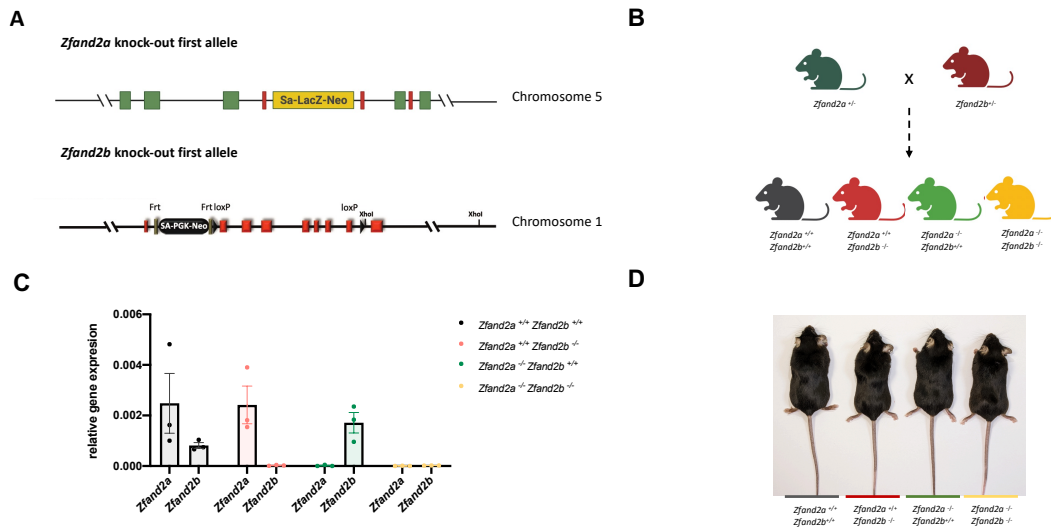 A
Zfand2a knock-out first allele
Sa-LacZ-Neo
Chromosome 5
Zfand2b knock-out first allele
Frt
Frt loxP
loxP
XhoI
XhoI
SA-PGK-Neo
Chromosome 1
B
X
Zfand2a +/-
Zfand2b+/-
Zfand2a +/+
Zfand2b+/+
Zfand2a +/+
Zfand2b -/-
Zfand2a -/-
Zfand2b+/+
Zfand2a -/-
Zfand2b -/-
C
relative gene expresion
0.006
0.004
0.002
0.000
Zfand2a
Zfand2b
Zfand2a
Zfand2b
Zfand2a
Zfand2b
Zfand2a
Zfand2b
Zfand2a +/+ Zfand2b +/+
Zfand2a +/+ Zfand2b -/-
Zfand2a -/- Zfand2b +/+
Zfand2a -/- Zfand2b -/-
D
Zfand2a +/+
Zfand2b+/+
Zfand2a +/+
Zfand2b -/-
Zfand2a -/-
Zfand2b+/+
Zfand2a -/-
Zfand2b -/-